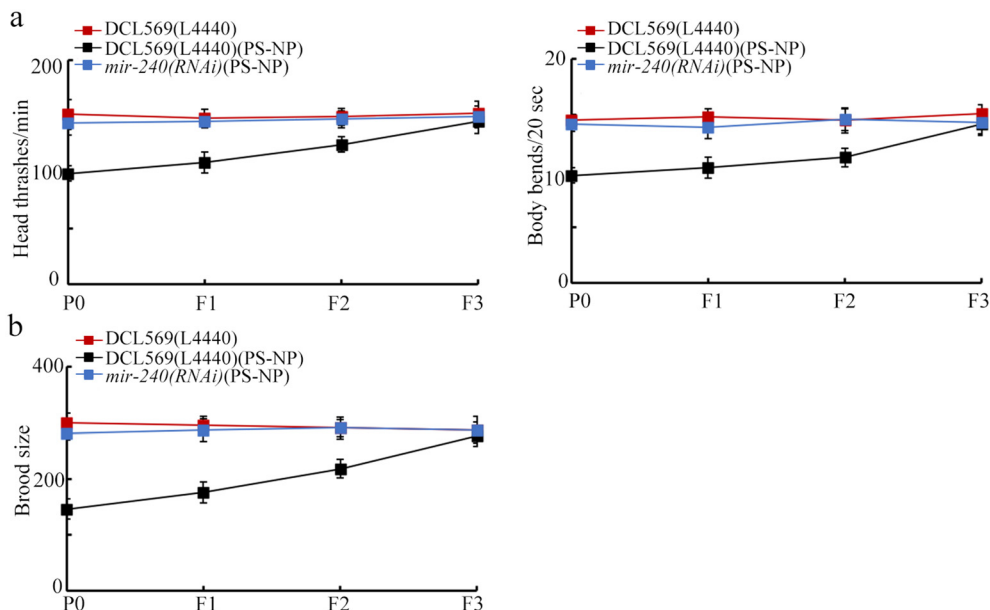 a
DCL569(L4440)
DCL569(L4440)(PS-NP)
mir-240(RNAi)(PS-NP)
200
100
0
Head thrashes/min
P0 F1 F2 F3
DCL569(L4440)
DCL569(L4440)(PS-NP)
mir-240(RNAi)(PS-NP)
20
10
0
Body bends/20 sec
P0 F1 F2 F3
b
DCL569(L4440)
DCL569(L4440)(PS-NP)
mir-240(RNAi)(PS-NP)
400
200
0
Brood size
P0 F1 F2 F3